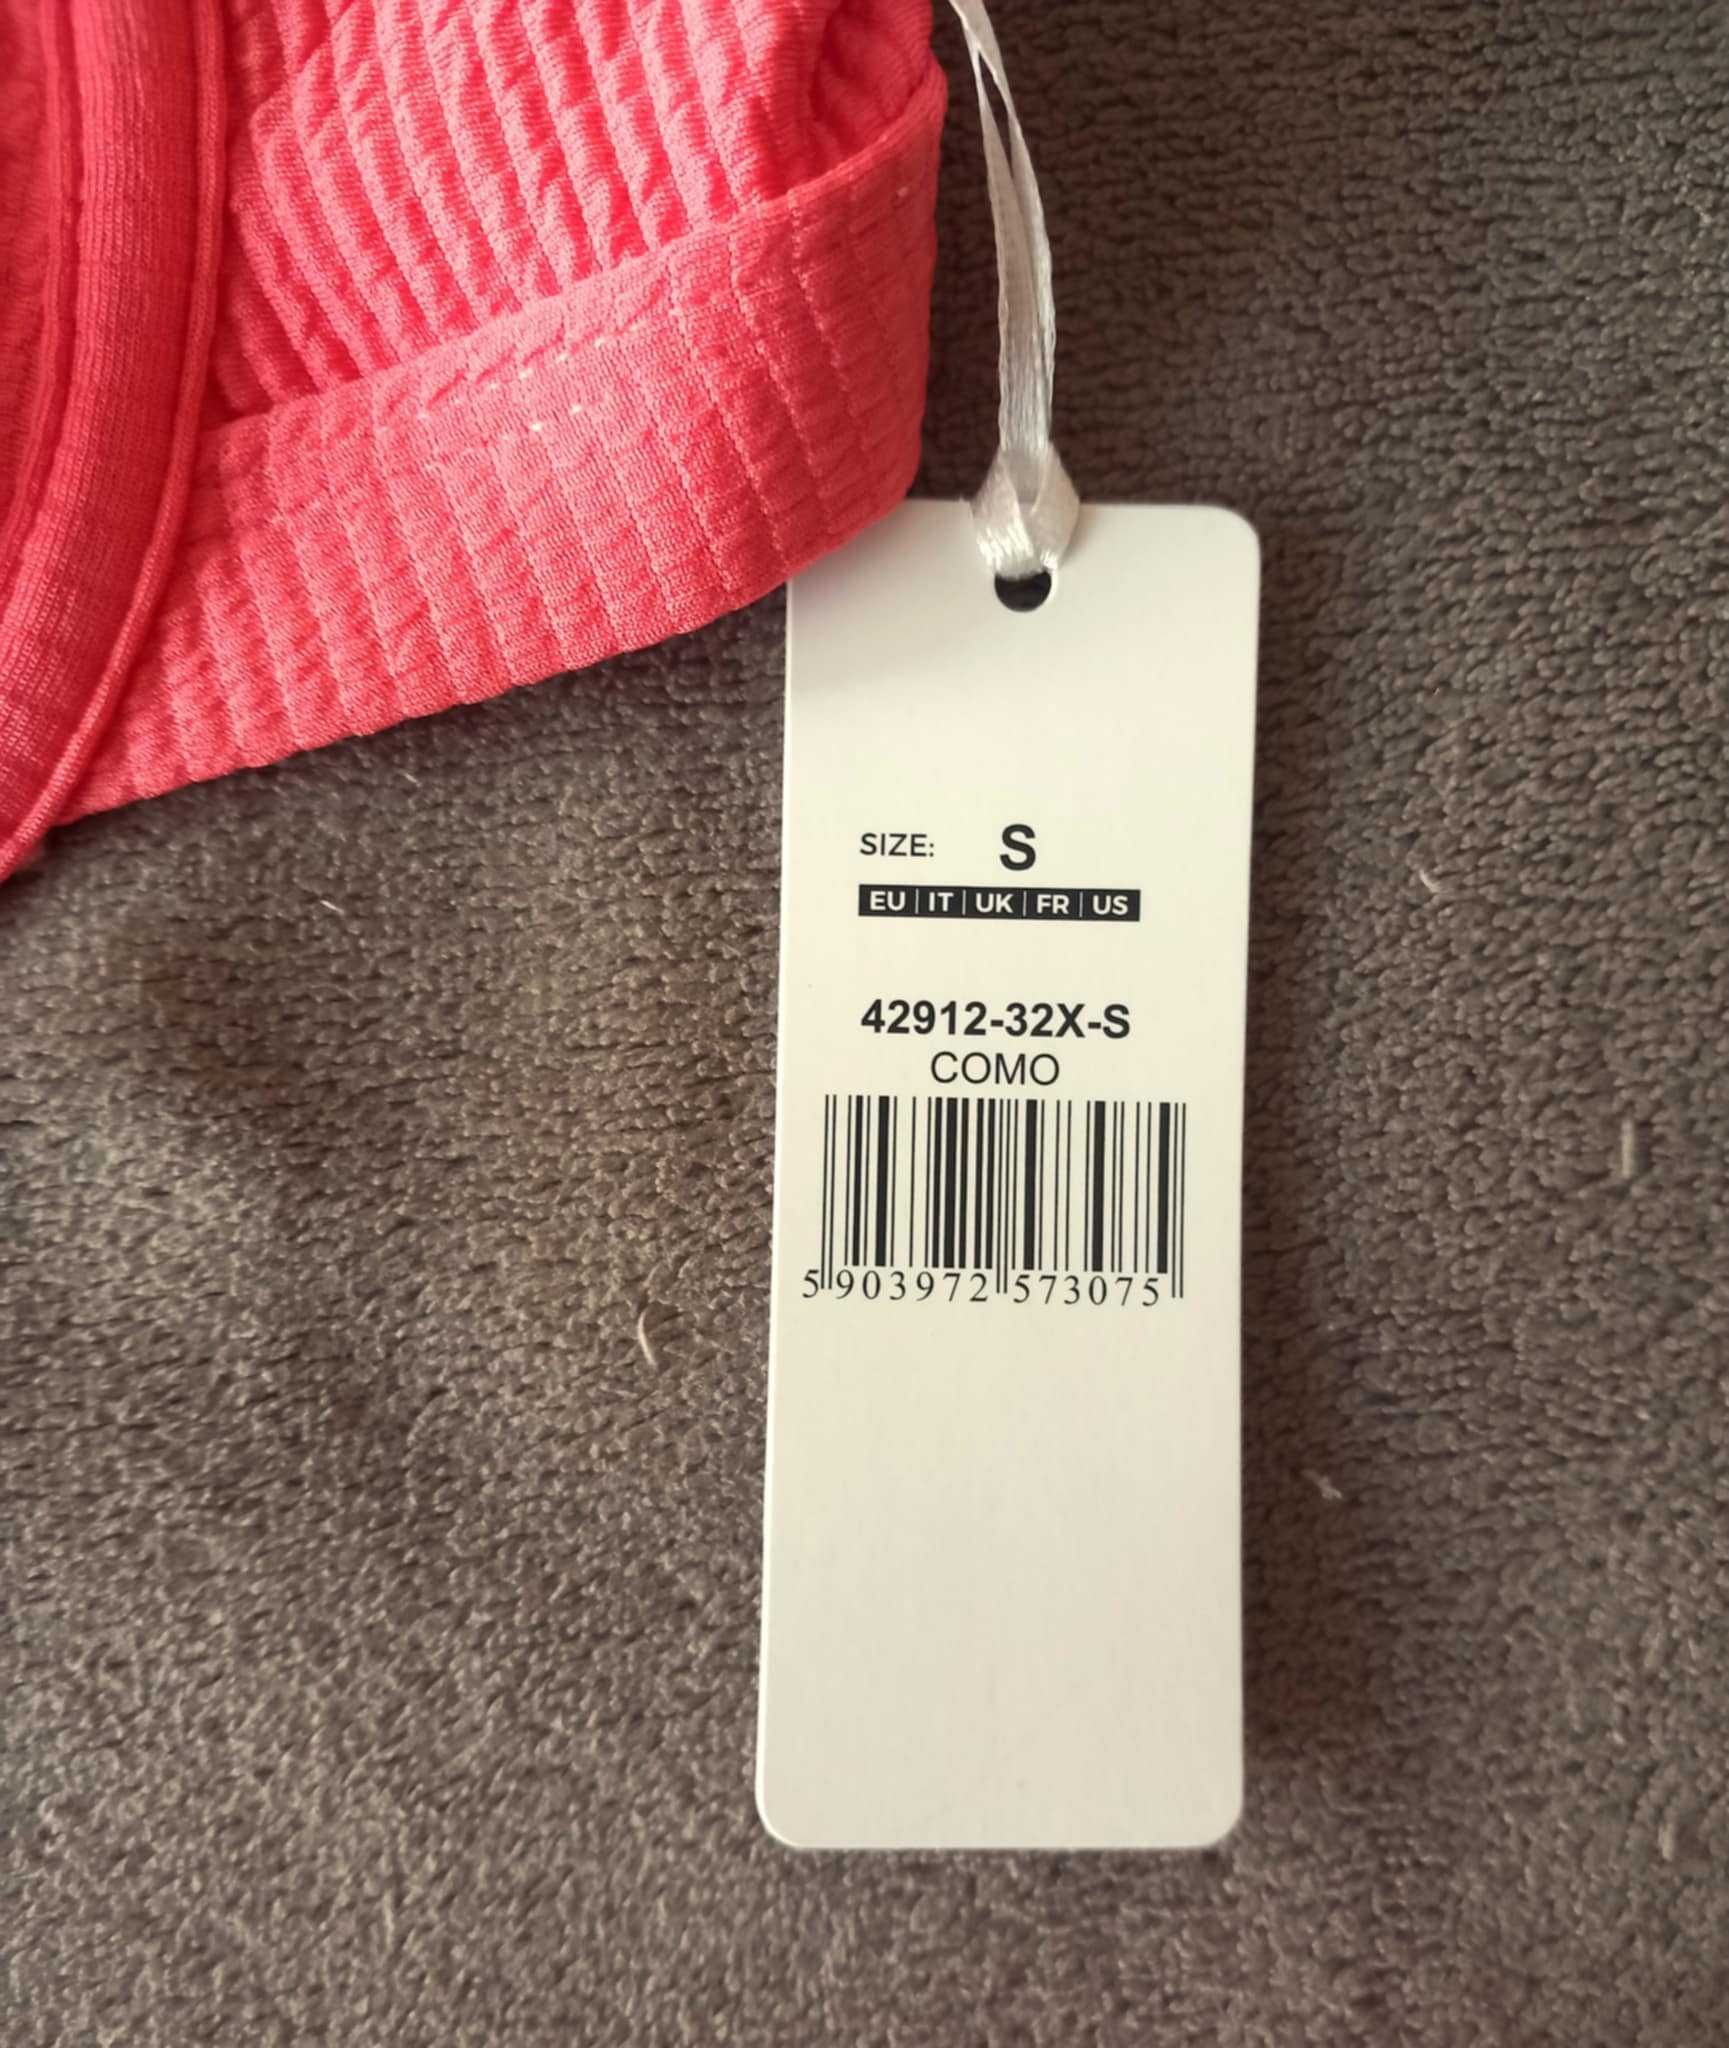 SIZE: S
EU | IT | UK | FR | US
42912-32X-S
COMO
5 903972 573075